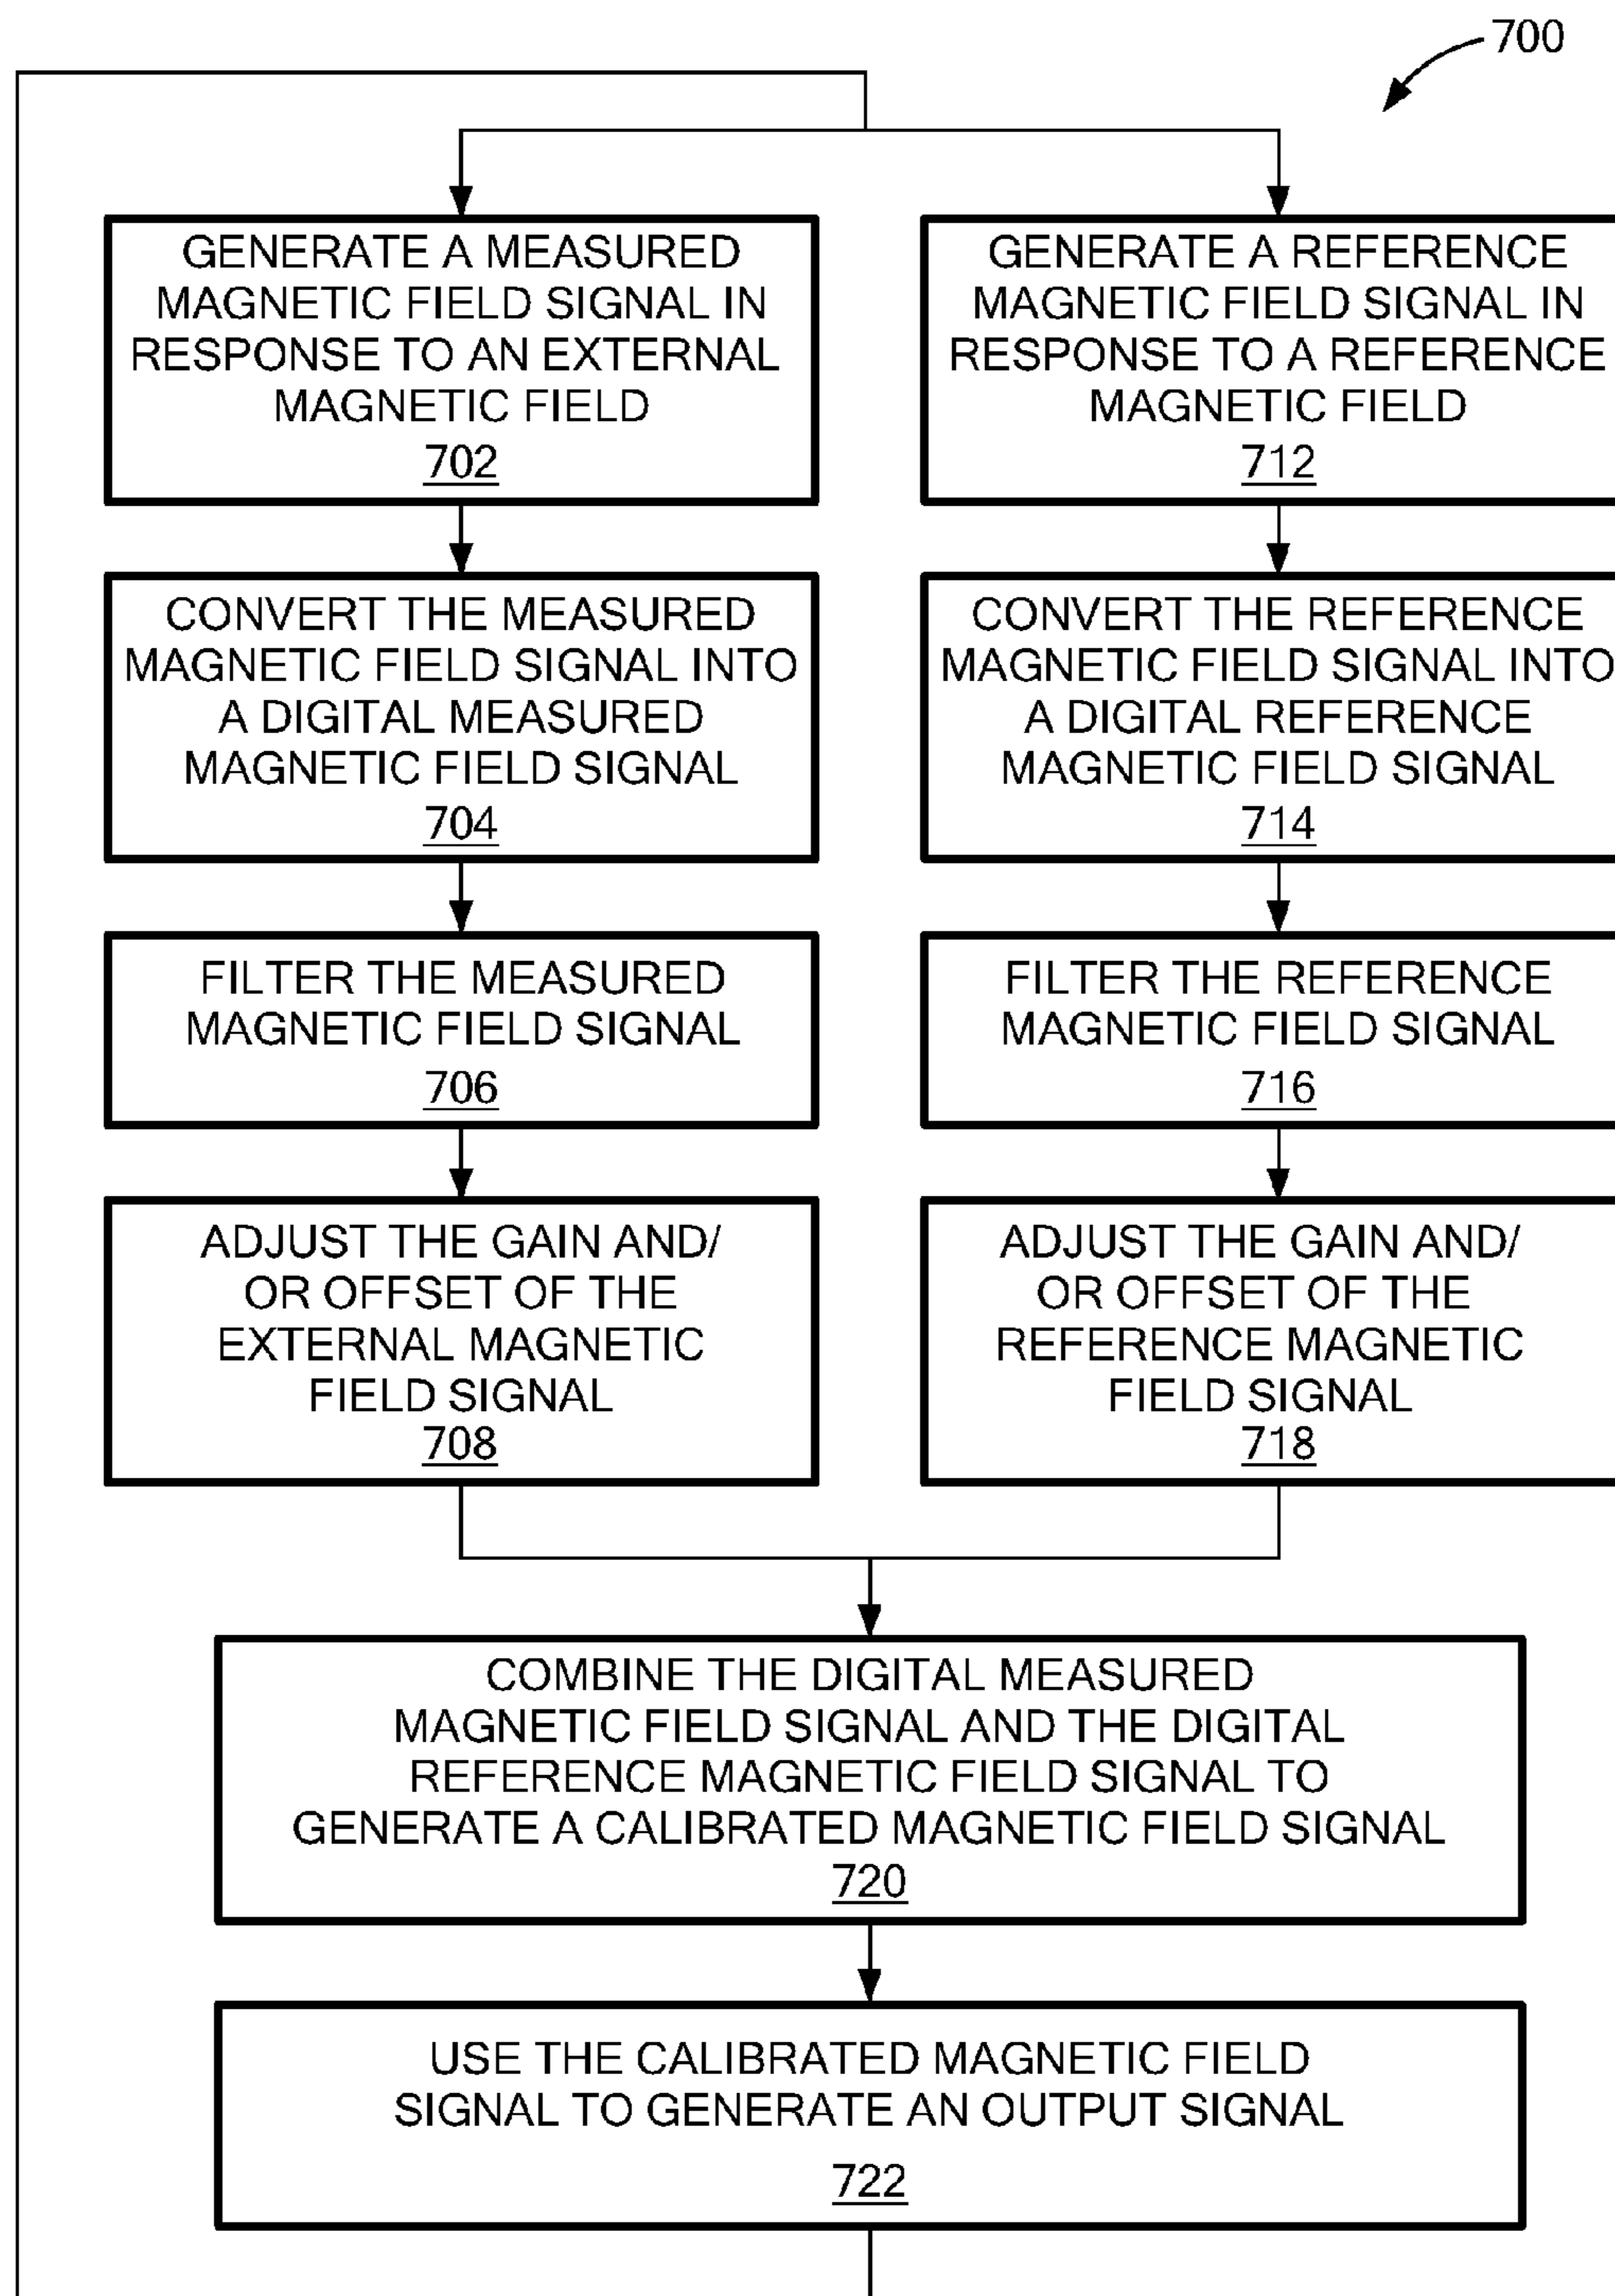 700
GENERATE A MEASURED
MAGNETIC FIELD SIGNAL IN
RESPONSE TO AN EXTERNAL
MAGNETIC FIELD
702
GENERATE A REFERENCE
MAGNETIC FIELD SIGNAL IN
RESPONSE TO A REFERENCE
MAGNETIC FIELD
712
CONVERT THE MEASURED
MAGNETIC FIELD SIGNAL INTO
A DIGITAL MEASURED
MAGNETIC FIELD SIGNAL
704
CONVERT THE REFERENCE
MAGNETIC FIELD SIGNAL INTO
A DIGITAL REFERENCE
MAGNETIC FIELD SIGNAL
714
FILTER THE MEASURED
MAGNETIC FIELD SIGNAL
706
FILTER THE REFERENCE
MAGNETIC FIELD SIGNAL
716
ADJUST THE GAIN AND/
OR OFFSET OF THE
EXTERNAL MAGNETIC
FIELD SIGNAL
708
ADJUST THE GAIN AND/
OR OFFSET OF THE
REFERENCE MAGNETIC
FIELD SIGNAL
718
COMBINE THE DIGITAL MEASURED
MAGNETIC FIELD SIGNAL AND THE DIGITAL
REFERENCE MAGNETIC FIELD SIGNAL TO
GENERATE A CALIBRATED MAGNETIC FIELD SIGNAL
720
USE THE CALIBRATED MAGNETIC FIELD
SIGNAL TO GENERATE AN OUTPUT SIGNAL
722